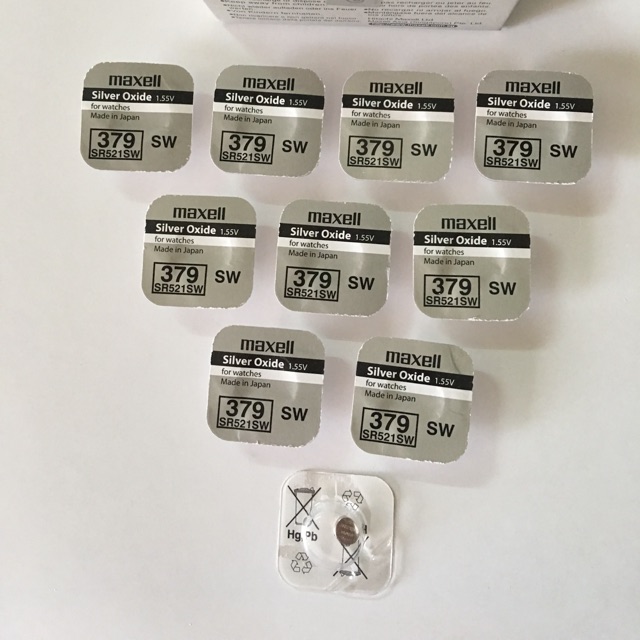 maxell
Silver Oxide 1.55V
for watches
Made in Japan
379 SW
SR521SW
maxell
Silver Oxide 1.55V
for watches
Made in Japan
379 SW
SR521SW
maxell
Silver Oxide 1.55V
for watches
Made in Japan
379 SW
SR521SW
maxell
Silver Oxide 1.55V
for watches
Made in Japan
379 SW
SR521SW
maxell
Silver Oxide 1.55V
for watches
Made in Japan
379 SW
SR521SW
maxell
Silver Oxide 1.55V
for watches
Made in Japan
379 SW
SR521SW
maxell
Silver Oxide 1.55V
for watches
Made in Japan
379 SW
SR521SW
maxell
Silver Oxide 1.55V
for watches
Made in Japan
379 SW
SR521SW
maxell
Silver Oxide 1.55V
for watches
Made in Japan
379 SW
SR521SW
Hg Pb